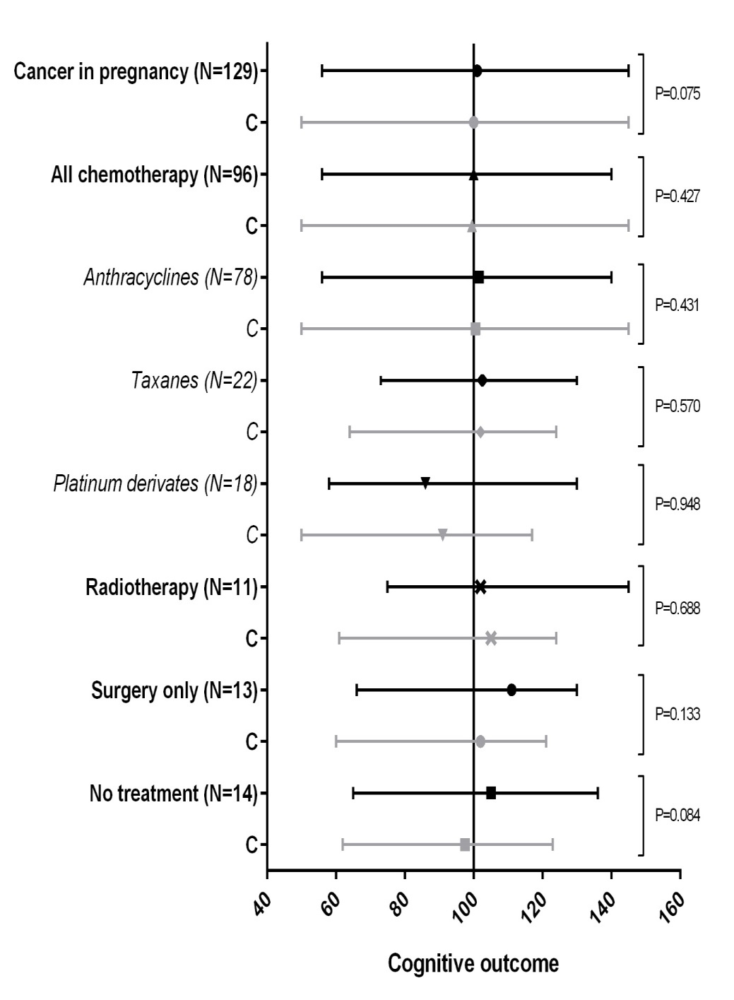 Cancer in pregnancy (N=129)
P=0.075
C
All chemotherapy (N=96)
P=0.427
C
Anthracyclines (N=78)
P=0.431
C
Taxanes (N=22)
P=0.570
C
Platinum derivates (N=18)
P=0.948
C
Radiotherapy (N=11)
P=0.688
C
Surgery only (N=13)
P=0.133
C
No treatment (N=14)
P=0.084
C
40 60 80 100 120 140 160
Cognitive outcome